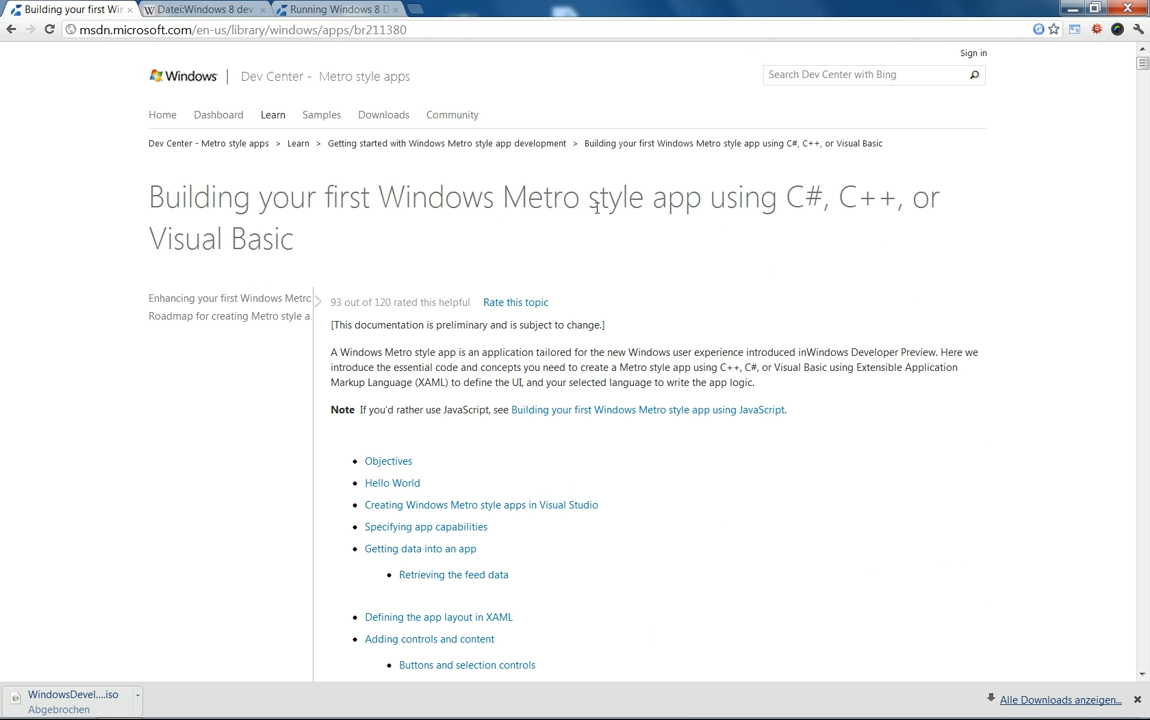 Building your first Wir
Datei:Windows 8 dev
Running Windows 8 D
msdn.microsoft.com/en-us/library/windows/apps/br211380
Sign in
Windows
Dev Center - Metro style apps
Search Dev Center with Bing
Home Dashboard Learn Samples Downloads Community
Dev Center - Metro style apps > Learn > Getting started with Windows Metro style app development > Building your first Windows Metro style app using C#, C++, or Visual Basic
Building your first Windows Metro style app using C#, C++, or
Visual Basic
Enhancing your first Windows Metro
Roadmap for creating Metro style a
93 out of 120 rated this helpful Rate this topic
[This documentation is preliminary and is subject to change.]
A Windows Metro style app is an application tailored for the new Windows user experience introduced inWindows Developer Preview. Here we
introduce the essential code and concepts you need to create a Metro style app using C++, C#, or Visual Basic using Extensible Application
Markup Language (XAML) to define the UI, and your selected language to write the app logic.
Note If you'd rather use JavaScript, see Building your first Windows Metro style app using JavaScript.
Objectives
Hello World
Creating Windows Metro style apps in Visual Studio
Specifying app capabilities
Getting data into an app
Retrieving the feed data
Defining the app layout in XAML
Adding controls and content
Buttons and selection controls
WindowsDevel....iso
Abgebrochen
Alle Downloads anzeigen...